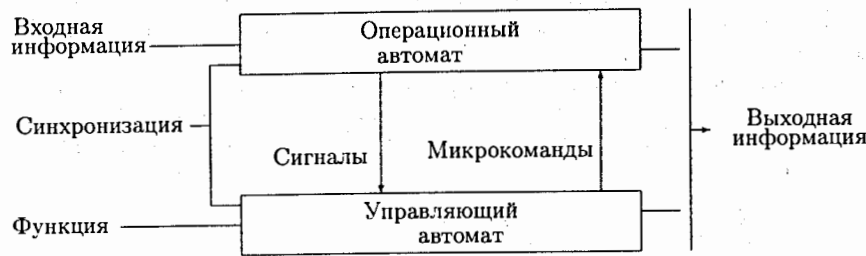 Входная
информация
Операционный
автомат
Синхронизация
Сигналы
Микрокоманды
Выходная
информация
Функция
Управляющий
автомат